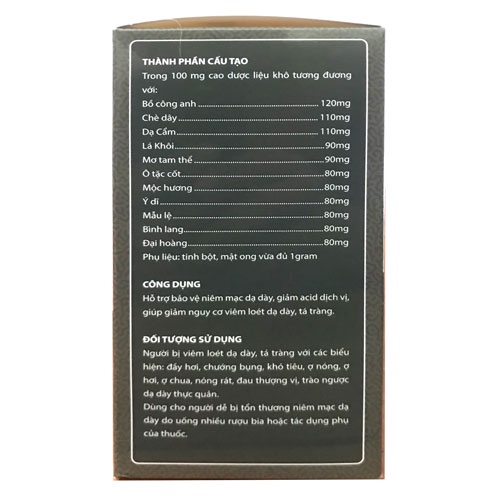 THÀNH PHẦN CẤU TẠO
Trong 100 mg cao dược liệu khô tương đương
với:
Bồ công anh ........ 120mg
Chè dây ........ 110mg
Dạ Cẩm ........ 110mg
Lá Khôi ........ 90mg
Mơ tam thể ........ 90mg
Ô tặc cốt ........ 80mg
Mộc hương ........ 80mg
Ý dĩ ........ 80mg
Mẫu lệ ........ 80mg
Bình lang ........ 80mg
Đại hoàng ........ 80mg
Phụ liệu: tinh bột, mật ong vừa đủ 1gram
CÔNG DỤNG
Hỗ trợ bảo vệ niêm mạc dạ dày, giảm acid dịch vị,
giúp giảm nguy cơ viêm loét dạ dày, tá tràng.
ĐỐI TƯỢNG SỬ DỤNG
Người bị viêm loét dạ dày, tá tràng với các biểu
hiện: đầy hơi, chướng bụng, khó tiêu, ợ nóng, ợ
hơi, ợ chua, nóng rát, đau thượng vị, trào ngược
dạ dày thực quản.
Dùng cho người dễ bị tổn thương niêm mạc dạ
dày do uống nhiều rượu bia hoặc tác dụng phụ
của thuốc.